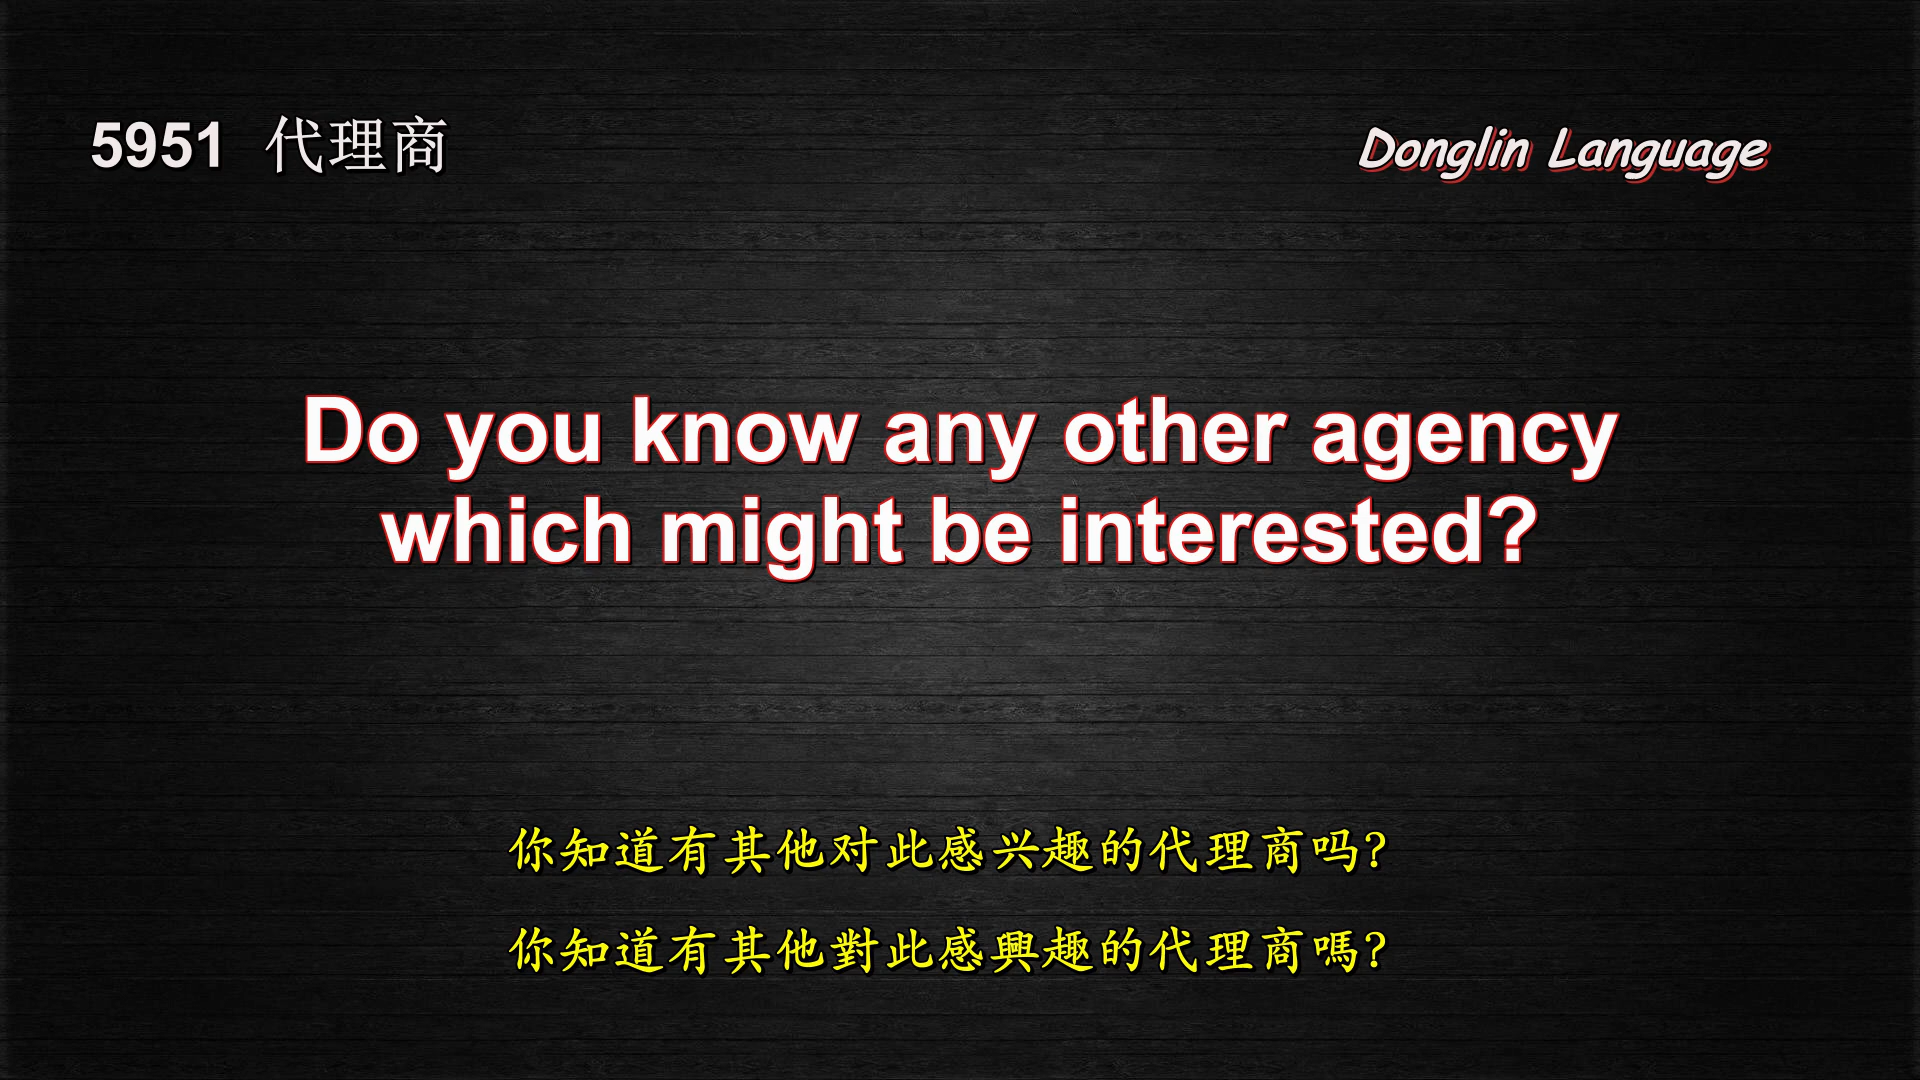 5951 代理商
Donglin Language
Do you know any other agency
which might be interested?
你知道有其他对此感兴趣的代理商吗?
你知道有其他對此感興趣的代理商嗎?